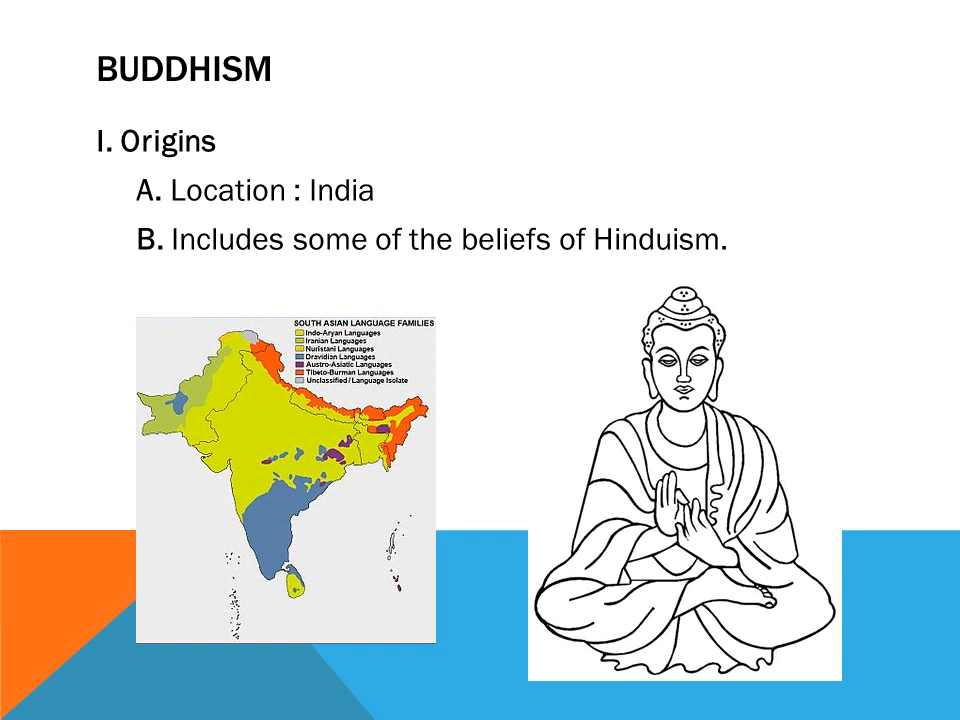 BUDDHISM
I. Origins
A. Location : India
B. Includes some of the beliefs of Hinduism.
SOUTH ASIAN LANGUAGE FAMILIES
Indo-Aryan Languages
Iranian Languages
Nuristani Languages
Dravidian Languages
Austro-Asiatic Languages
Tibeto-Burman Languages
Unclassified / Language Isolate